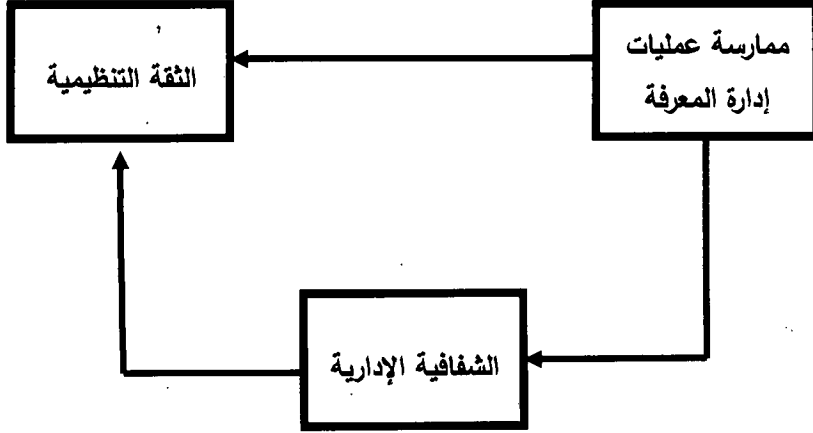 ممارسة عمليات
إدارة المعرفة
الثقة التنظيمية
الشفافية الإدارية